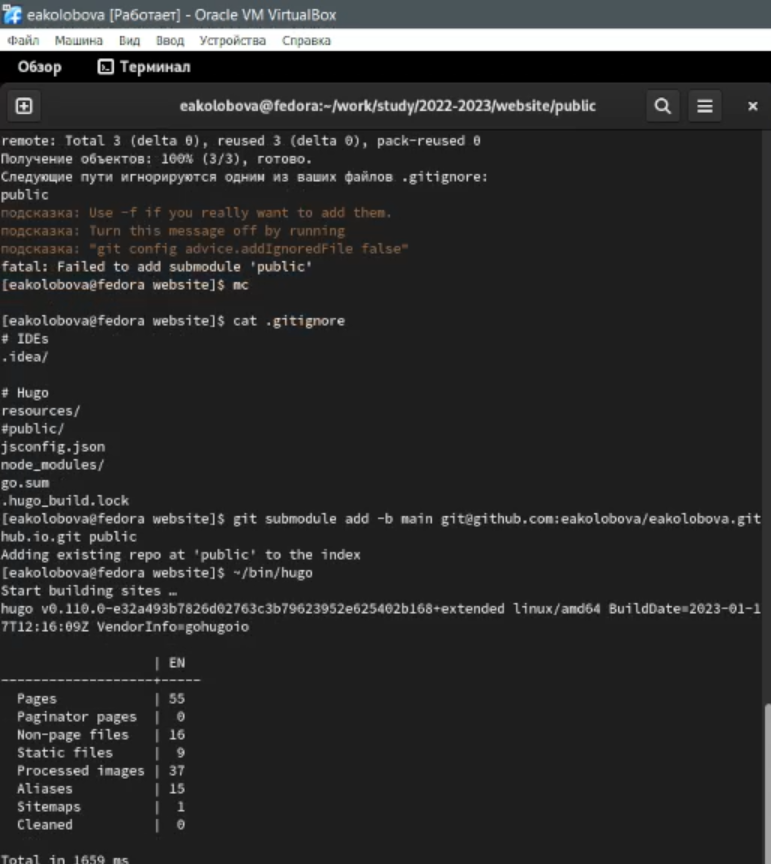 eakolobova [Работает] - Oracle VM VirtualBox
Файл Машина Вид Ввод Устройства Справка
Обзор Терминал
eakolobova@fedora:~/work/study/2022-2023/website/public
remote: Total 3 (delta 0), reused 3 (delta 0), pack-reused 0
Получение объектов: 100% (3/3), готово.
Следующие пути игнорируются одним из ваших файлов .gitignore:
public
подсказка: Use -f if you really want to add them.
подсказка: Turn this message off by running
подсказка: "git config advice.addIgnoredFile false"
fatal: Failed to add submodule 'public'
[eakolobova@fedora website]$ mc
[eakolobova@fedora website]$ cat .gitignore
# IDEs
.idea/
# Hugo
resources/
#public/
jsconfig.json
node_modules/
go.sum
.hugo_build.lock
[eakolobova@fedora website]$ git submodule add -b main git@github.com:eakolobova/eakolobova.git
hub.io.git public
Adding existing repo at 'public' to the index
[eakolobova@fedora website]$ ~/bin/hugo
Start building sites …
hugo v0.110.0-e32a493b7826d02763c3b79623952e625402b168+extended linux/amd64 BuildDate=2023-01-1
7T12:16:09Z VendorInfo=gohugoio
| EN
-------------------+-----
Pages | 55
Paginator pages | 0
Non-page files | 16
Static files | 9
Processed images | 37
Aliases | 15
Sitemaps | 1
Cleaned | 0
Total in 1659 ms